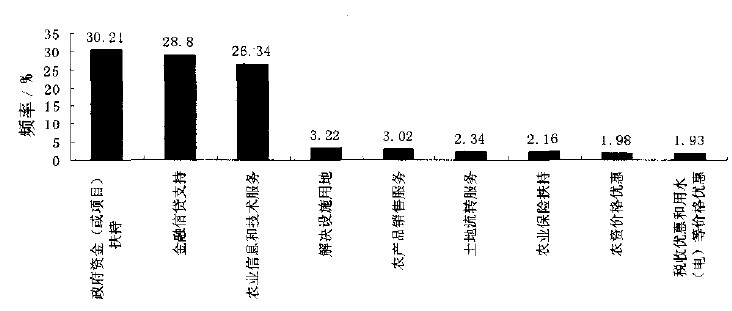 频率/%
35
30
25
20
15
10
5
0
30.21
28.8
26.34
3.22
3.02
2.34
2.16
1.98
1.93
政府资金(或项目)
扶持
金融信贷支持
农业信息和技术服务
解决设施用地
农产品销售服务
土地流转服务
农业保险扶持
农资价格优惠
税收优惠和用水
(电)等价格优惠